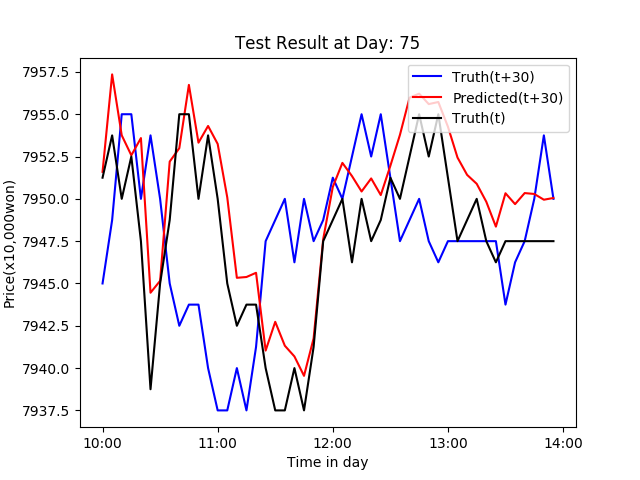 Test Result at Day: 75
Truth(t+30)
Predicted(t+30)
Truth(t)
Price(x10,000won)
7957.5
7955.0
7952.5
7950.0
7947.5
7945.0
7942.5
7940.0
7937.5
10:00 11:00 12:00 13:00 14:00
Time in day